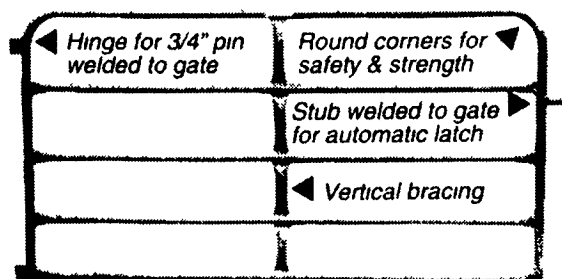 Hinge for 3/4" pin
welded to gate
Round corners for
safety & strength
Stub welded to gate
for automatic latch
Vertical bracing